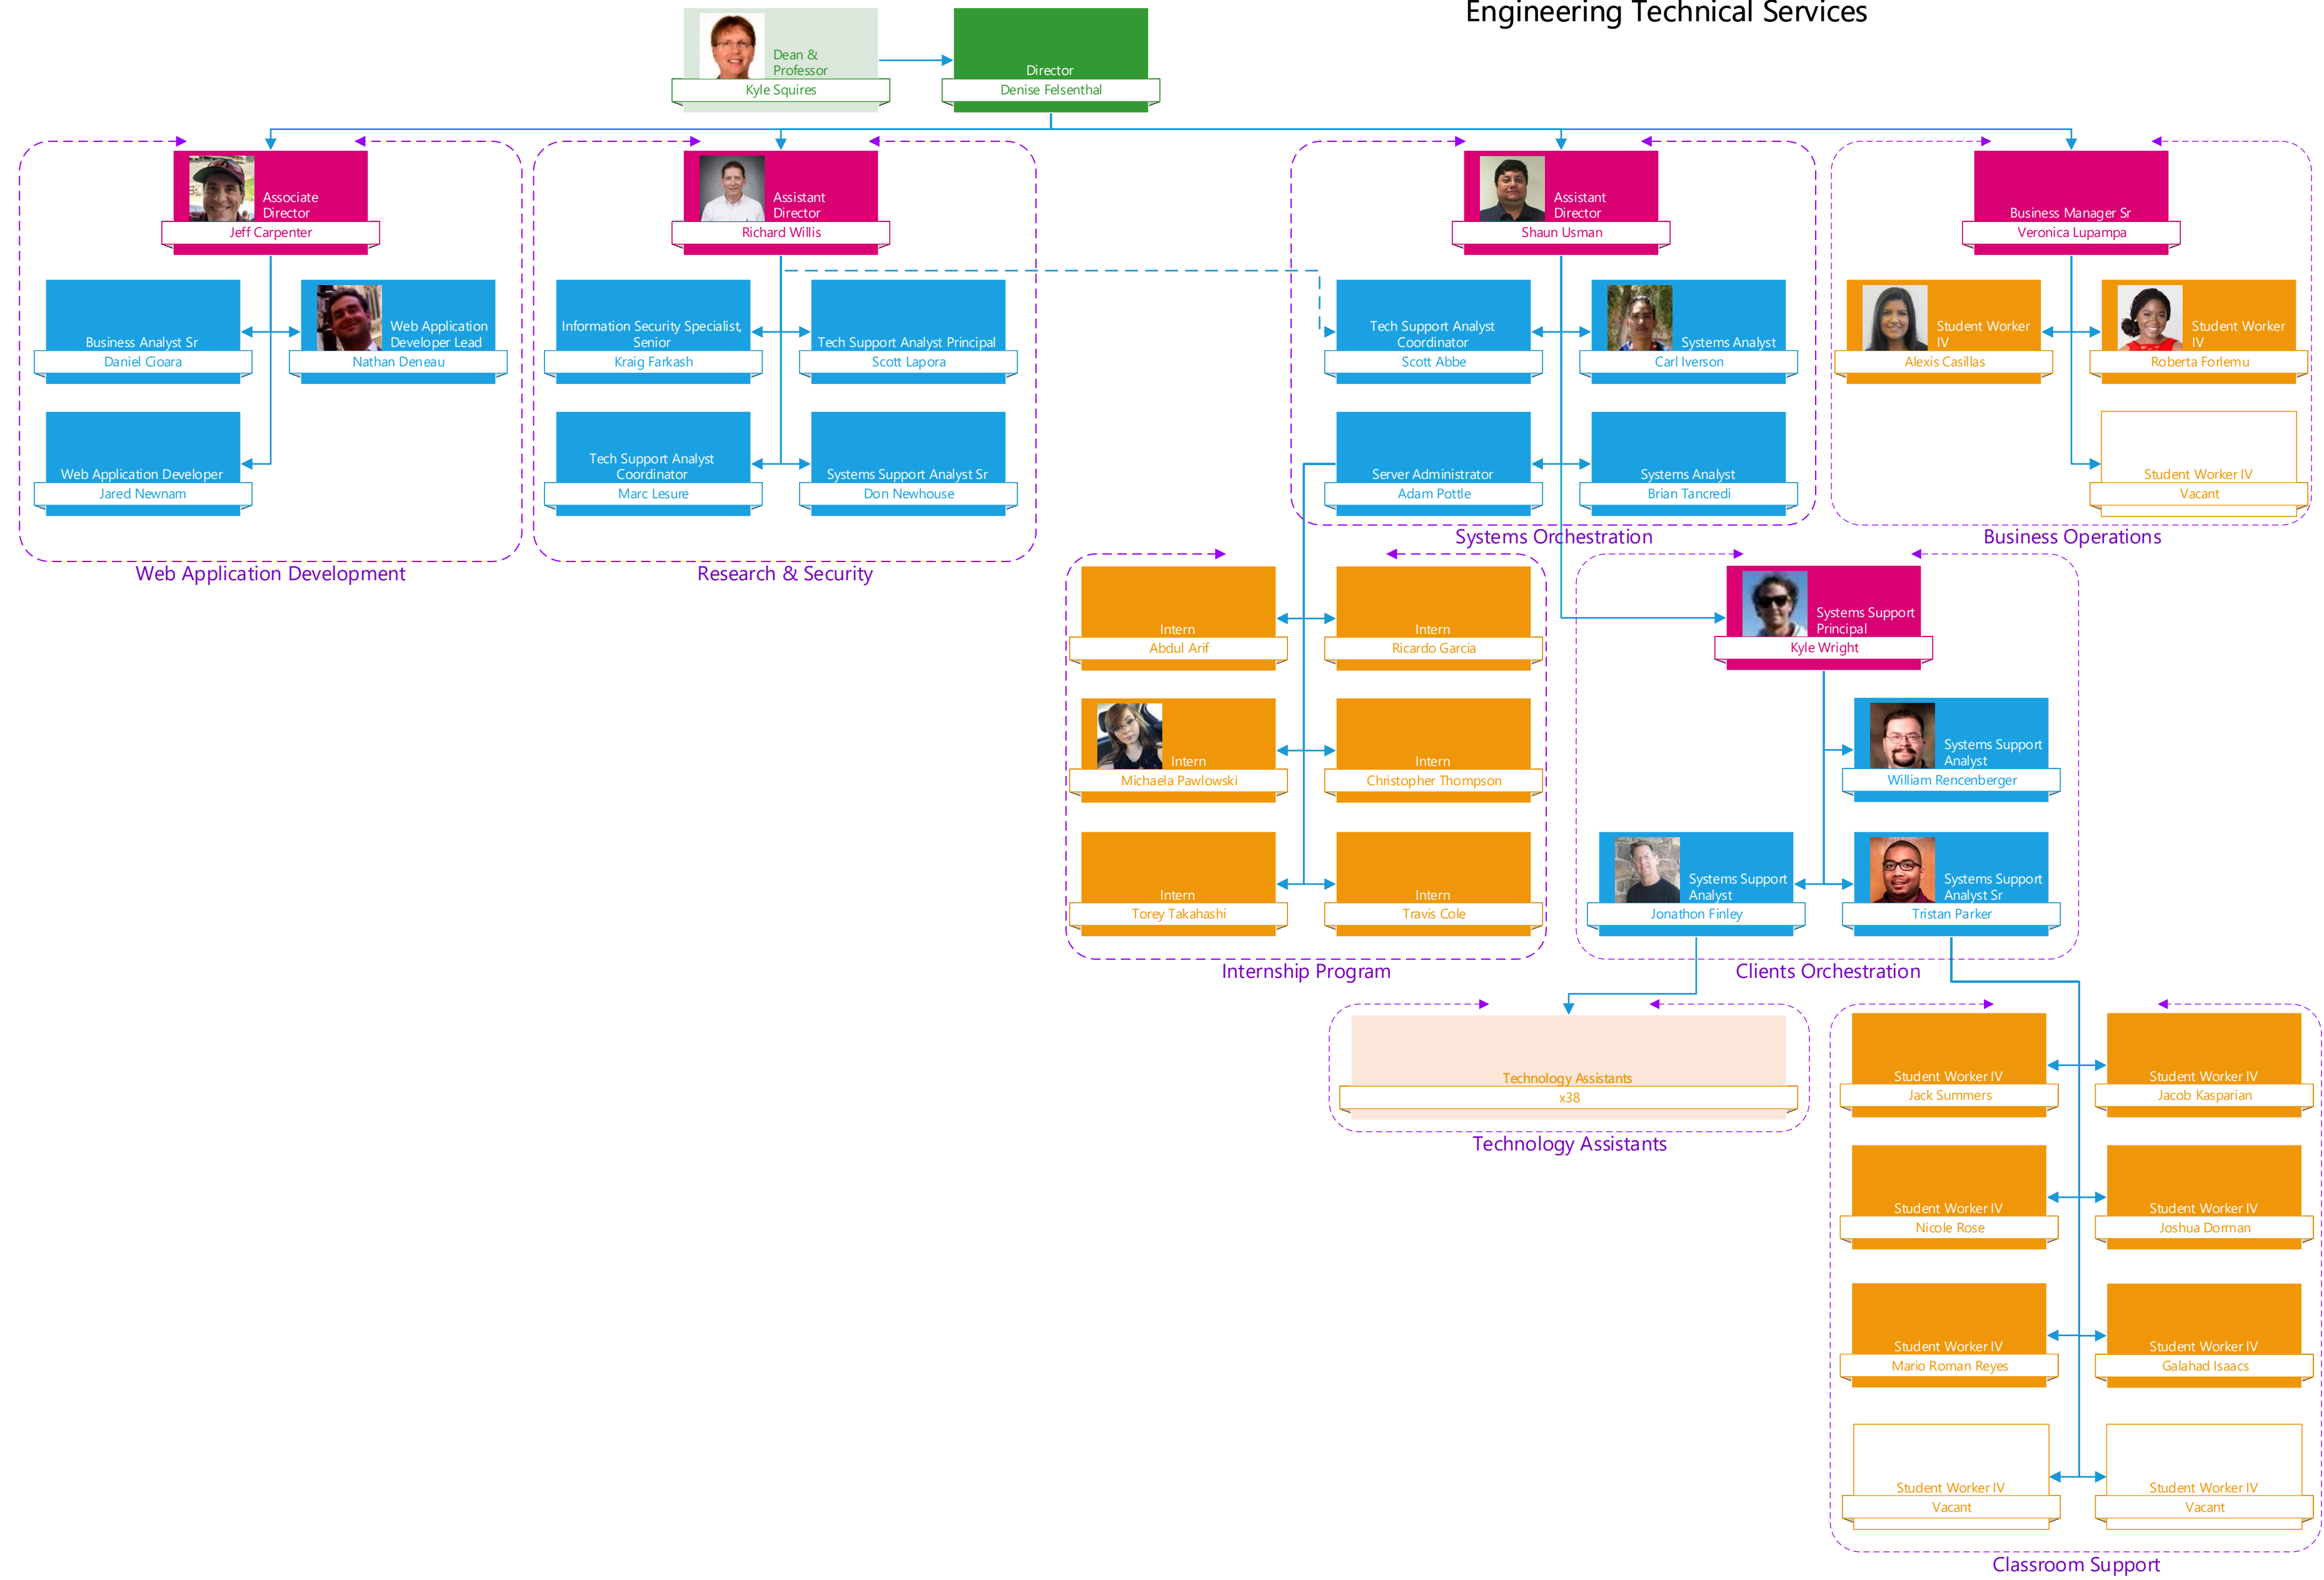 Engineering Technical Services
Dean &
Professor
Kyle Squires
Director
Denise Felsenthal
Associate
Director
Jeff Carpenter
Assistant
Director
Richard Willis
Assistant
Director
Shaun Usman
Business Manager Sr
Veronica Lupampa
Business Analyst Sr
Daniel Cioara
Web Application
Developer Lead
Nathan Deneau
Information Security Specialist,
Senior
Kraig Farkash
Tech Support Analyst Principal
Scott Lapora
Tech Support Analyst
Coordinator
Scott Abbe
Systems Analyst
Carl Iverson
Student Worker
IV
Alexis Casillas
Student Worker
IV
Roberta Forlemu
Web Application Developer
Jared Newnam
Tech Support Analyst
Coordinator
Marc Lesure
Systems Support Analyst Sr
Don Newhouse
Server Administrator
Adam Pottle
Systems Analyst
Brian Tancredi
Student Worker IV
Vacant
Web Application Development
Research & Security
Systems Orchestration
Business Operations
Intern
Abdul Arif
Intern
Ricardo Garcia
Systems Support
Principal
Kyle Wright
Intern
Michaela Pawlowski
Intern
Christopher Thompson
Systems Support
Analyst
William Rencenberger
Intern
Torey Takahashi
Intern
Travis Cole
Systems Support
Analyst
Jonathon Finley
Systems Support
Analyst Sr
Tristan Parker
Internship Program
Clients Orchestration
Technology Assistants
x38
Technology Assistants
Student Worker IV
Jack Summers
Student Worker IV
Jacob Kasparian
Student Worker IV
Nicole Rose
Student Worker IV
Joshua Dorman
Student Worker IV
Mario Roman Reyes
Student Worker IV
Galahad Isaacs
Student Worker IV
Vacant
Student Worker IV
Vacant
Classroom Support